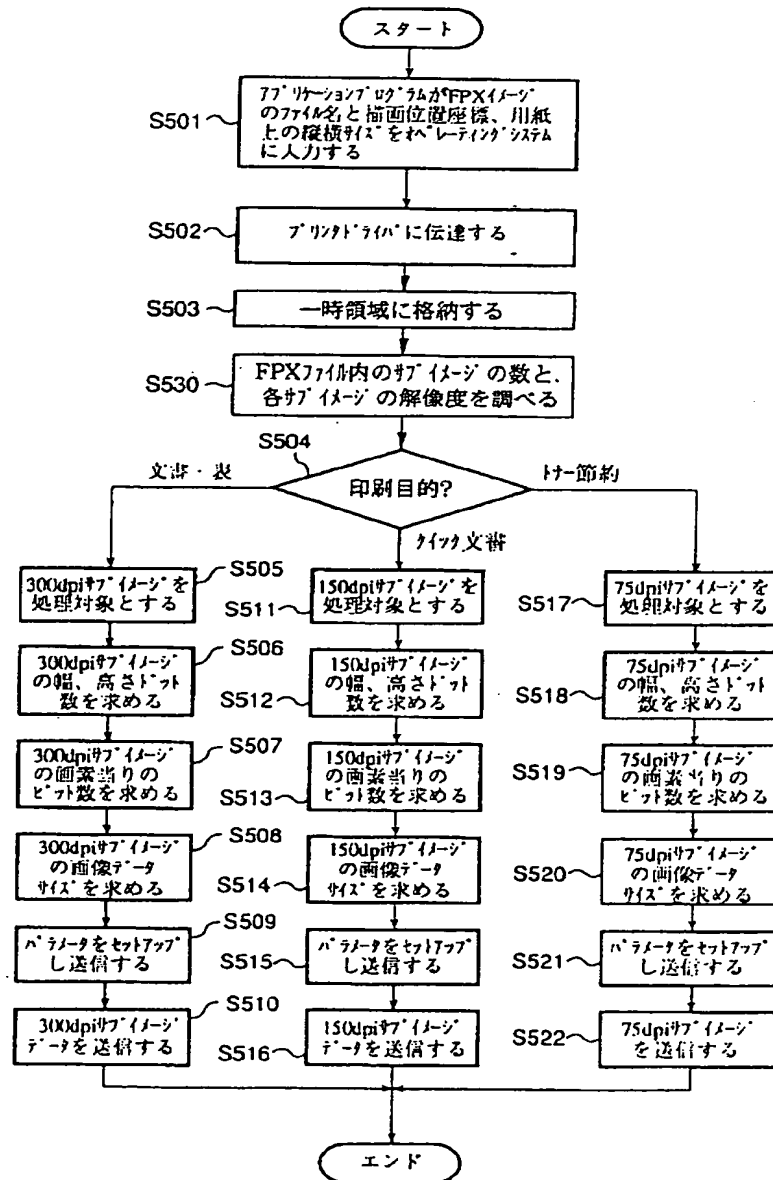 スタート
S501
アプリケーションプログラムがFPXイメージ
のファイル名と描画位置座標、用紙
上の縦横サイズをオペレーティングシステム
に入力する
S502
プリンタドライバに伝達する
S503
一時領域に格納する
S530
FPXファイル内のサブイメージの数と、
各サブイメージの解像度を調べる
S504
印刷目的?
文書・表
クイック文書
トナー節約
S505
300dpiサブイメージを
処理対象とする
S506
300dpiサブイメージ
の幅、高さドット
数を求める
S507
300dpiサブイメージ
の画素当りの
ビット数を求める
S508
300dpiサブイメージ
の画像データ
サイズを求める
S509
パラメータをセットアップ
し送信する
S510
300dpiサブイメージ
データを送信する
S511
150dpiサブイメージを
処理対象とする
S512
150dpiサブイメージ
の幅、高さドット
数を求める
S513
150dpiサブイメージ
の画素当りの
ビット数を求める
S514
150dpiサブイメージ
の画像データ
サイズを求める
S515
パラメータをセットアップ
し送信する
S516
150dpiサブイメージ
データを送信する
S517
75dpiサブイメージを
処理対象とする
S518
75dpiサブイメージ
の幅、高さドット
数を求める
S519
75dpiサブイメージ
の画素当りの
ビット数を求める
S520
75dpiサブイメージ
の画像データ
サイズを求める
S521
パラメータをセットアップ
し送信する
S522
75dpiサブイメージ
を送信する
エンド